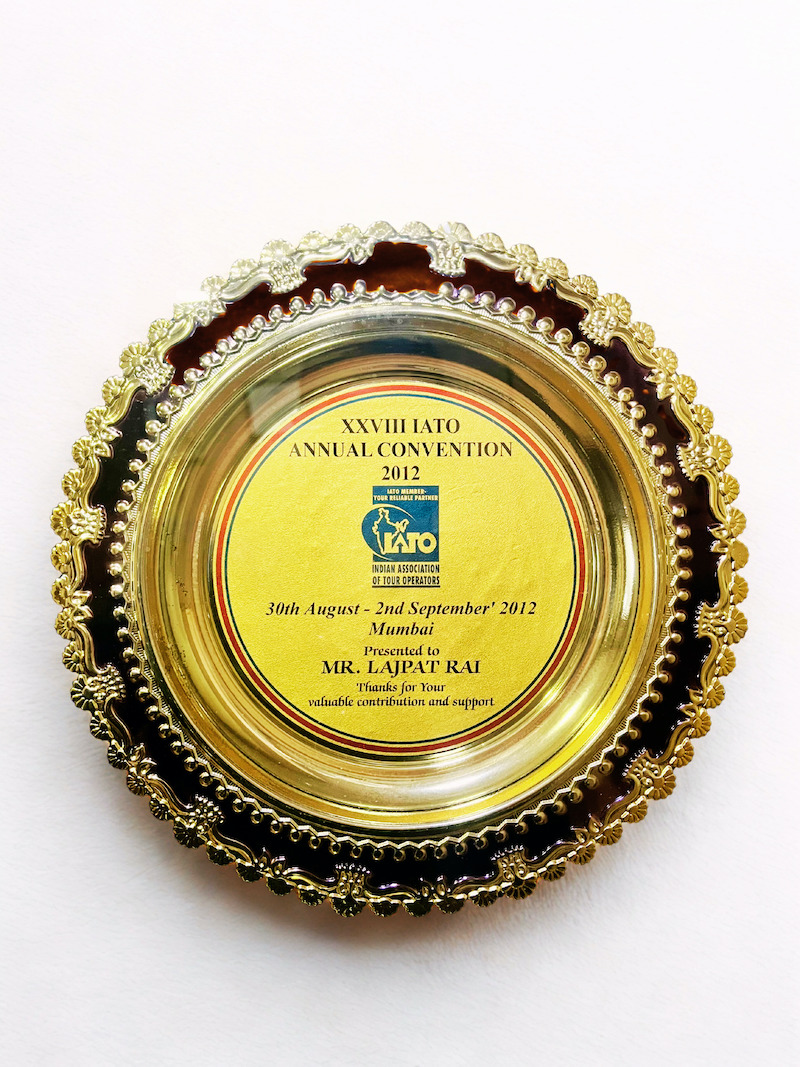 XXVIII IATO
ANNUAL CONVENTION
2012
IATO MEMBER-
YOUR RELIABLE PARTNER
IATO
INDIAN ASSOCIATION
OF TOUR OPERATORS
30th August - 2nd September' 2012
Mumbai
Presented to
MR. LAJPAT RAI
Thanks for Your
valuable contribution and support